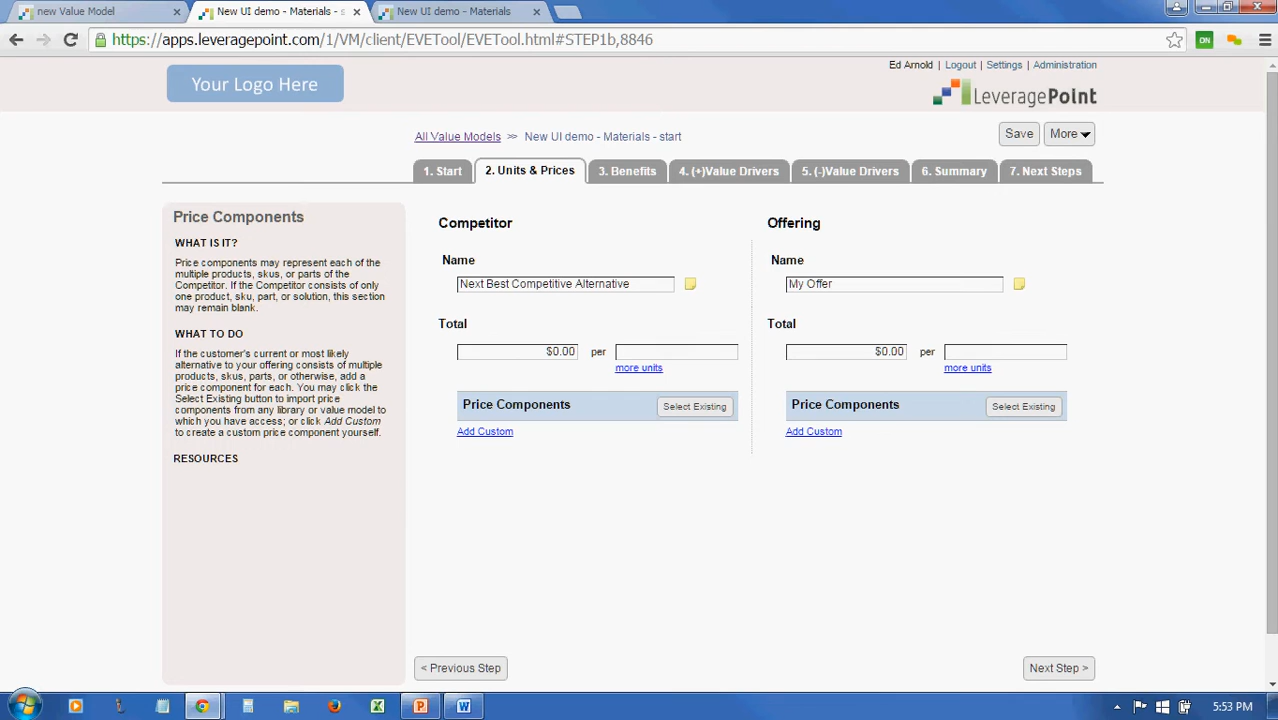 new Value Model
New UI demo - Materials - s
New UI demo - Materials
https://apps.leveragepoint.com/1/VM/client/EVETool/EVETool.html#STEP1b,8846
ON
Your Logo Here
Ed Arnold Logout Settings Administration
LeveragePoint
All Value Models >> New UI demo - Materials - start
Save
More
1. Start
2. Units & Prices
3. Benefits
4. (+)Value Drivers
5. (-)Value Drivers
6. Summary
7. Next Steps
Price Components
WHAT IS IT?
Price components may represent each of the
multiple products, skus, or parts of the
Competitor. If the Competitor consists of only
one product, sku, part, or solution, this section
may remain blank.
WHAT TO DO
If the customer's current or most likely
alternative to your offering consists of multiple
products, skus, parts, or otherwise, add a
price component for each. You may click the
Select Existing button to import price
components from any library or value model to
which you have access; or click Add Custom
to create a custom price component yourself.
RESOURCES
Competitor
Name
Next Best Competitive Alternative
Total
$0.00 per
more units
Price Components
Select Existing
Add Custom
Offering
Name
My Offer
Total
$0.00 per
more units
Price Components
Select Existing
Add Custom
< Previous Step
Next Step >
5:53 PM